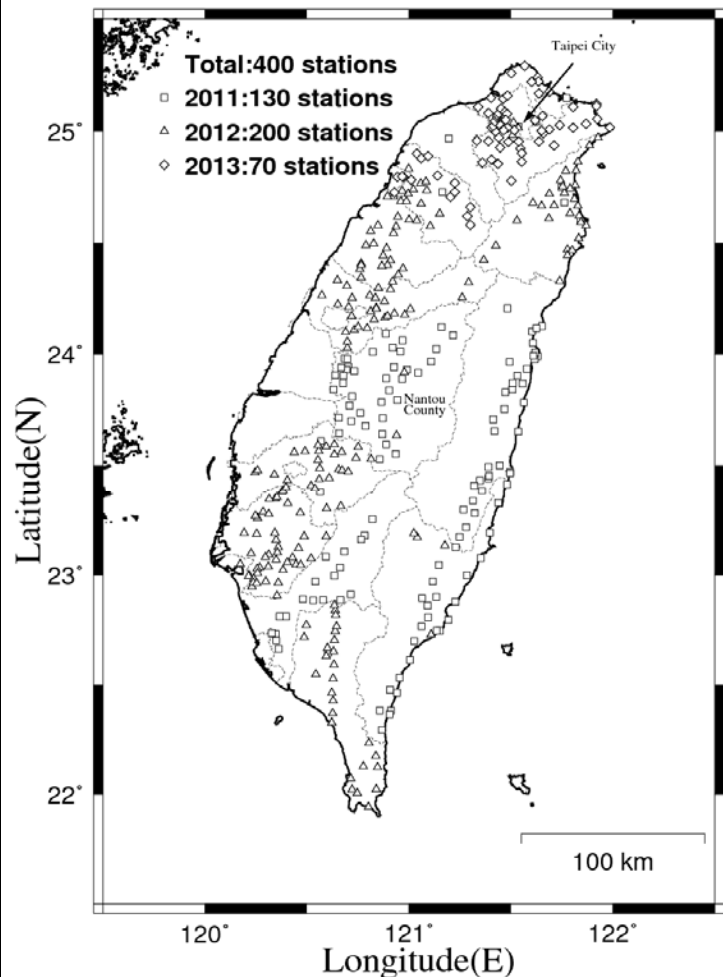 Taipei City
Total:400 stations
2011:130 stations
2012:200 stations
2013:70 stations
25°
24°
23°
22°
Nantou
County
Latitude(N)
100 km
120°
121°
122°
Longitude(E)